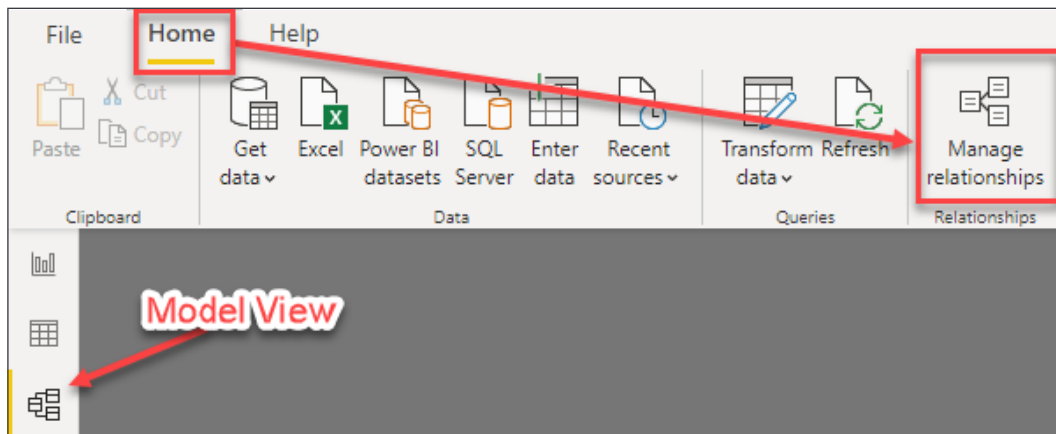 File Home Help
Cut
Copy
Paste
Get data
Excel
Power BI datasets
SQL Server
Enter data
Recent sources
Transform data
Refresh
Manage relationships
Clipboard Data Queries Relationships
Model View